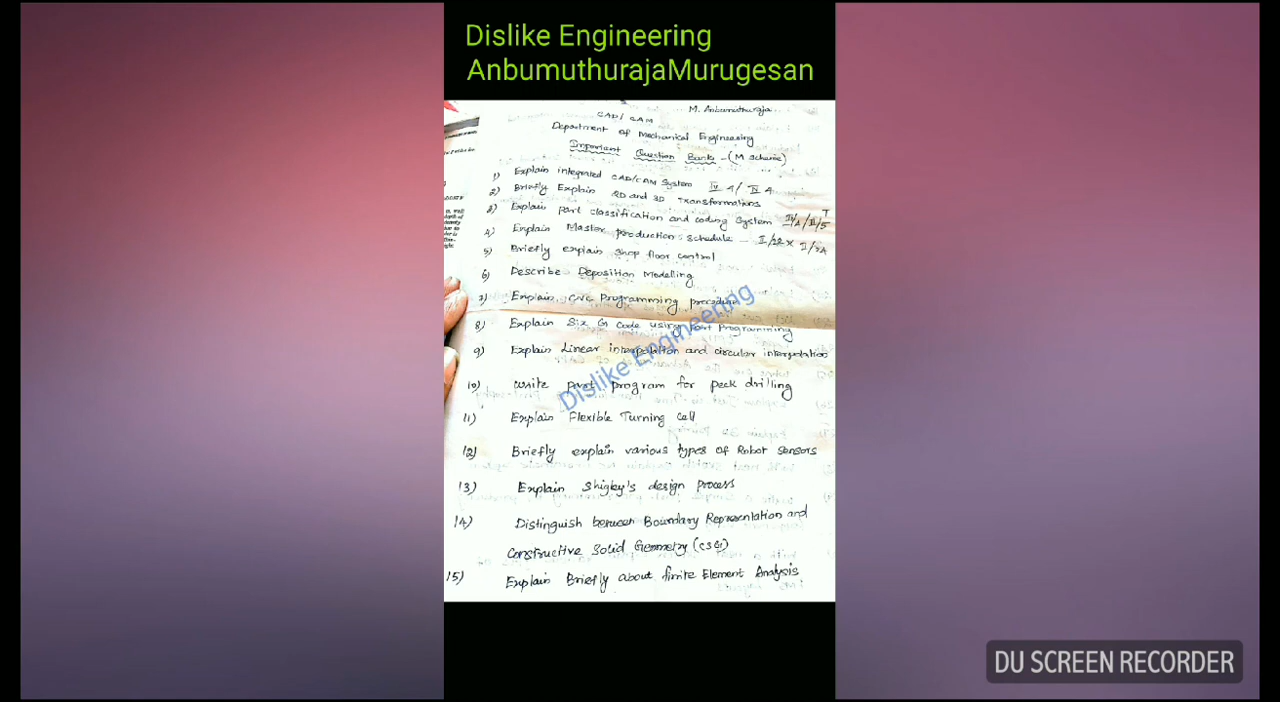 Dislike Engineering
AnbumuthurajaMurugesan
M. Anbumuthuraja
CAD/CAM
Department of Mechanical Engineering
Important Question Bank - (M scheme)
1) Explain integrated CAD/CAM System IV 4/ IV 4
2) Briefly Explain 2D and 3D Transformations
3) Explain part classification and coding System
4) Explain Master production schedule -
5) Briefly explain shop floor control
6) Describe Deposition Modelling
7) Explain CNC Programming procedure
8) Explain Six G code using Part Programming
9) Explain Linear interpolation and circular interpolation
10) Write part program for peck drilling
11) Explain Flexible Turning cell
12) Briefly explain various types of Robot sensors
13) Explain Shigley's design process
14) Distinguish between Boundary Representation and
Constructive Solid Geometry (CSG)
15) Explain Briefly about finite Element Analysis
Dislike Engineering
DU SCREEN RECORDER